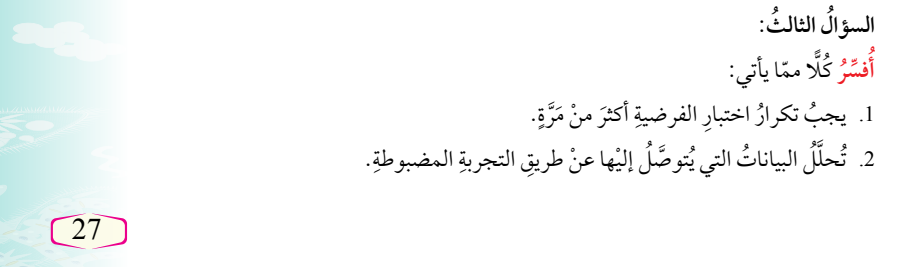 السؤالُ الثالثُ:
أُفسِّرُ كُلًّا ممّا يأتي:
1. يجبُ تكرارُ اختبارِ الفرضيةِ أكثرَ منْ مَرَّةٍ.
2. تُحلَّلُ البياناتُ التي يُتوصَّلُ إليْها عنْ طريقِ التجربةِ المضبوطةِ.
27